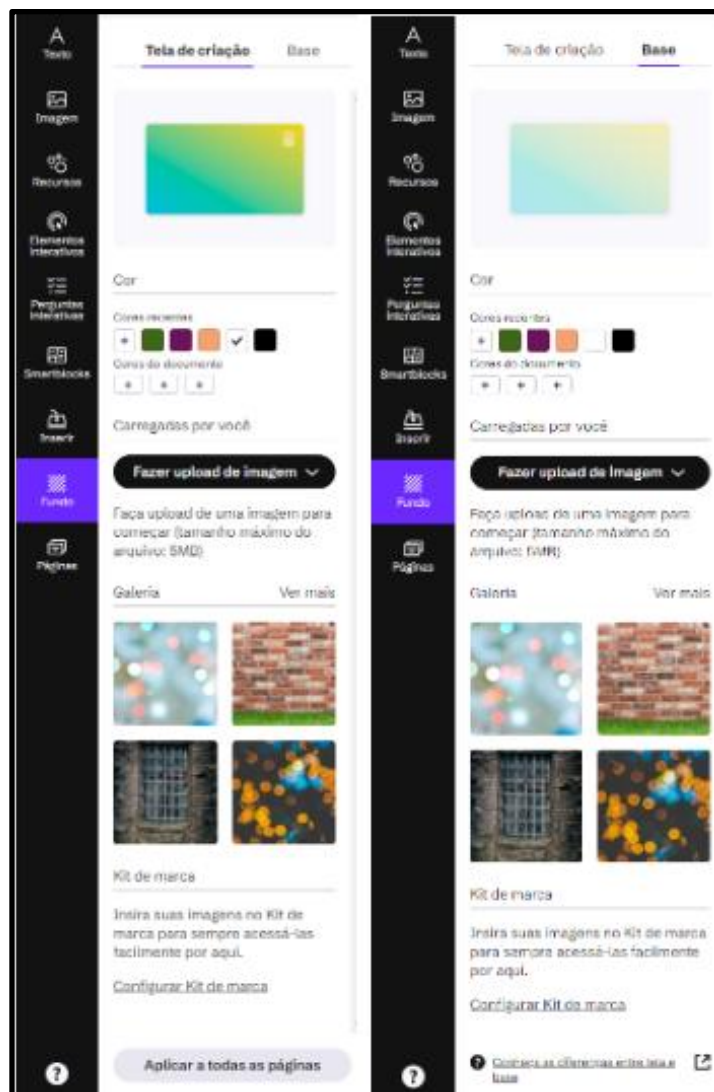 Texto
Imagem
Recursos
Elementos
Interativos
Perguntas
Interativas
Smartblocks
Inserir
Fundo
Páginas
?
Tela de criação Base
Cor
Cores recentes
Cores do documento
Carregadas por você
Fazer upload de imagem
Faça upload de uma imagem para
começar (tamanho máximo do
arquivo: 5MB)
Galeria Ver mais
Kit de marca
Insira suas imagens no Kit de
marca para sempre acessá-las
facilmente por aqui.
Configurar Kit de marca
Aplicar a todas as páginas
Texto
Imagem
Recursos
Elementos
Interativos
Perguntas
Interativas
Smartblocks
Inserir
Fundo
Páginas
?
Tela de criação Base
Cor
Cores recentes
Cores do documento
Carregadas por você
Fazer upload de Imagem
Faça upload de uma imagem para
começar (tamanho máximo do
arquivo: 5MB)
Galeria Ver mais
Kit de marca
Insira suas imagens no Kit de marca
para sempre acessá-las facilmente
por aqui.
Configurar Kit de marca
Conheça as diferenças entre tela e
base